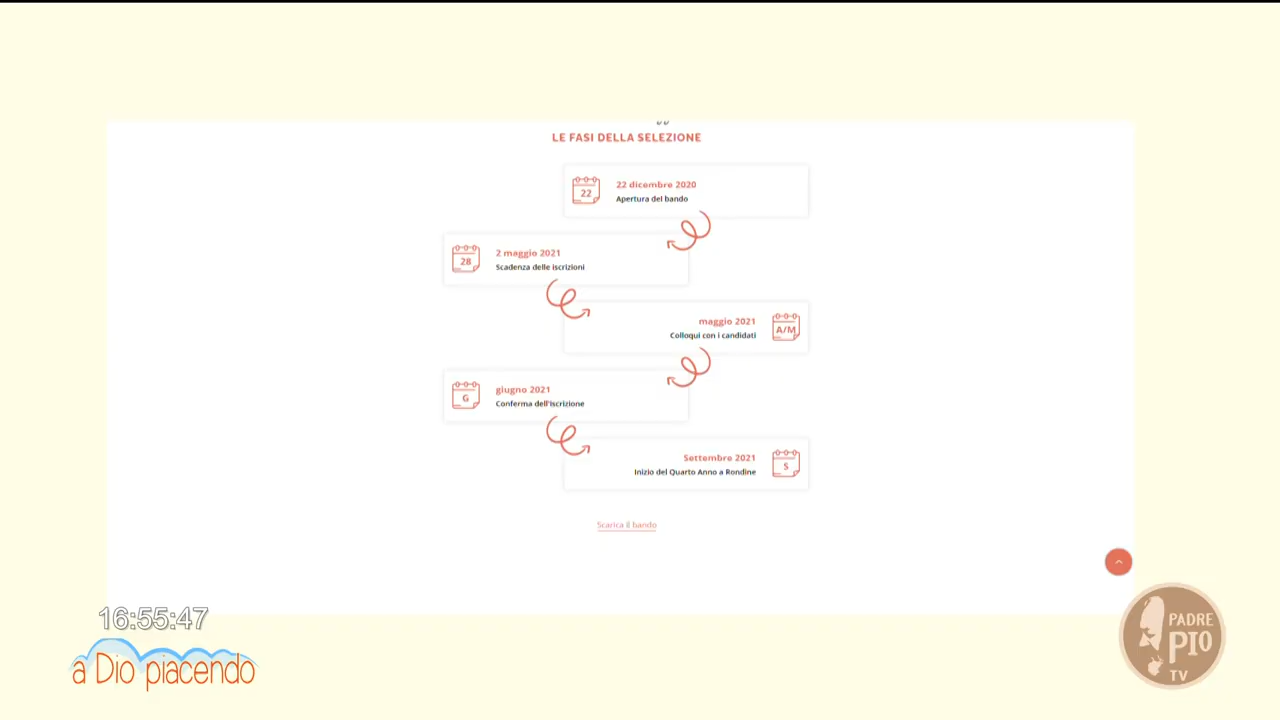 LE FASI DELLA SELEZIONE
22
22 dicembre 2020
Apertura del bando
28
2 maggio 2021
Scadenza delle iscrizioni
maggio 2021
Colloqui con i candidati
A/M
G
giugno 2021
Conferma dell'iscrizione
Settembre 2021
Inizio del Quarto Anno a Rondine
S
Scarica il bando
16:55:47
a Dio piacendo
PADRE
PIO
TV